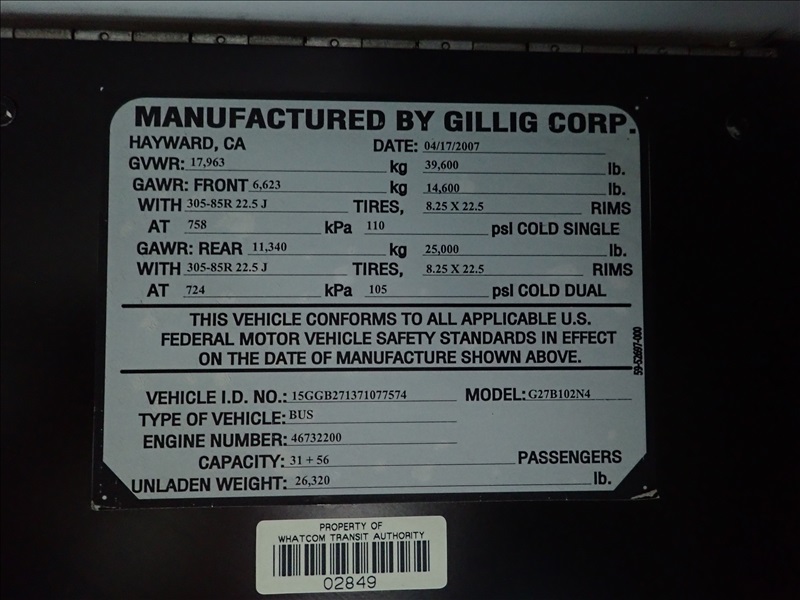 MANUFACTURED BY GILLIG CORP.
HAYWARD, CA DATE: 04/17/2007
GVWR: 17,963 kg 39,600 lb.
GAWR: FRONT 6,623 kg 14,600 lb.
WITH 305-85R 22.5 J TIRES, 8.25 X 22.5 RIMS
AT 758 kPa 110 psi COLD SINGLE
GAWR: REAR 11,340 kg 25,000 lb.
WITH 305-85R 22.5 J TIRES, 8.25 X 22.5 RIMS
AT 724 kPa 105 psi COLD DUAL
THIS VEHICLE CONFORMS TO ALL APPLICABLE U.S.
FEDERAL MOTOR VEHICLE SAFETY STANDARDS IN EFFECT
ON THE DATE OF MANUFACTURE SHOWN ABOVE.
59-52697-000
VEHICLE I.D. NO.: 15GGB271371077574 MODEL: G27B102N4
TYPE OF VEHICLE: BUS
ENGINE NUMBER: 46732200
CAPACITY: 31 + 56 PASSENGERS
UNLADEN WEIGHT: 26,320 lb.
PROPERTY OF
WHATCOM TRANSIT AUTHORITY
02849